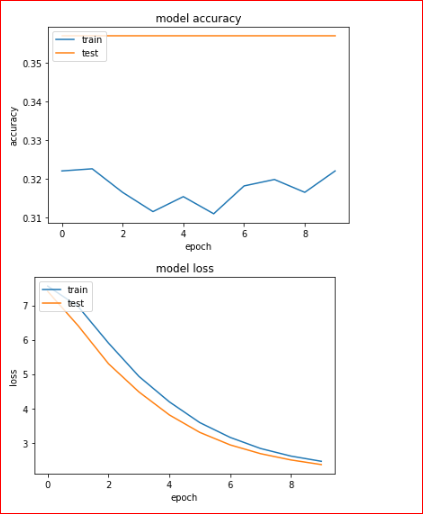 model accuracy
train
test
0.35
0.34
0.33
0.32
0.31
accuracy
0 2 4 6 8
epoch
model loss
train
test
7
6
5
4
3
loss
0 2 4 6 8
epoch